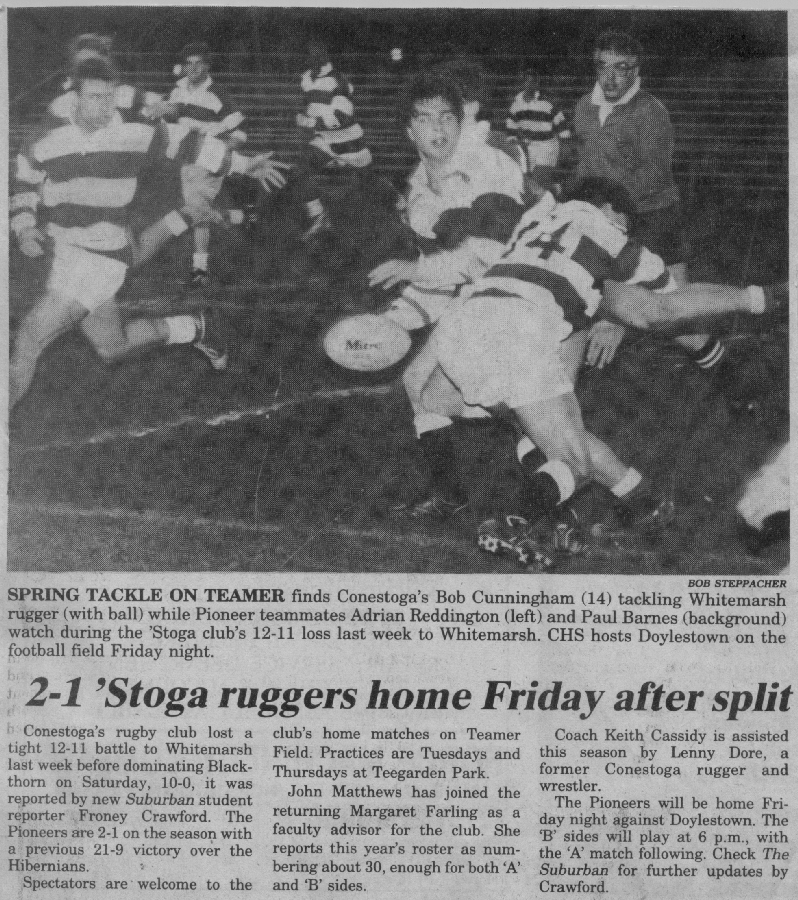 Mitre
14
BOB STEPPACHER
SPRING TACKLE ON TEAMER finds Conestoga's Bob Cunningham (14) tackling Whitemarsh
rugger (with ball) while Pioneer teammates Adrian Reddington (left) and Paul Barnes (background)
watch during the 'Stoga club's 12-11 loss last week to Whitemarsh. CHS hosts Doylestown on the
football field Friday night.
2-1 'Stoga ruggers home Friday after split
Conestoga's rugby club lost a
tight 12-11 battle to Whitemarsh
last week before dominating Black-
thorn on Saturday, 10-0, it was
reported by new Suburban student
reporter Froney Crawford. The
Pioneers are 2-1 on the season with
a previous 21-9 victory over the
Hibernians.
Spectators are welcome to the
club's home matches on Teamer
Field. Practices are Tuesdays and
Thursdays at Teegarden Park.
John Matthews has joined the
returning Margaret Farling as a
faculty advisor for the club. She
reports this year's roster as num-
bering about 30, enough for both 'A'
and 'B' sides.
Coach Keith Cassidy is assisted
this season by Lenny Dore, a
former Conestoga rugger and
wrestler.
The Pioneers will be home Fri-
day night against Doylestown. The
'B' sides will play at 6 p.m., with
the 'A' match following. Check The
Suburban for further updates by
Crawford.